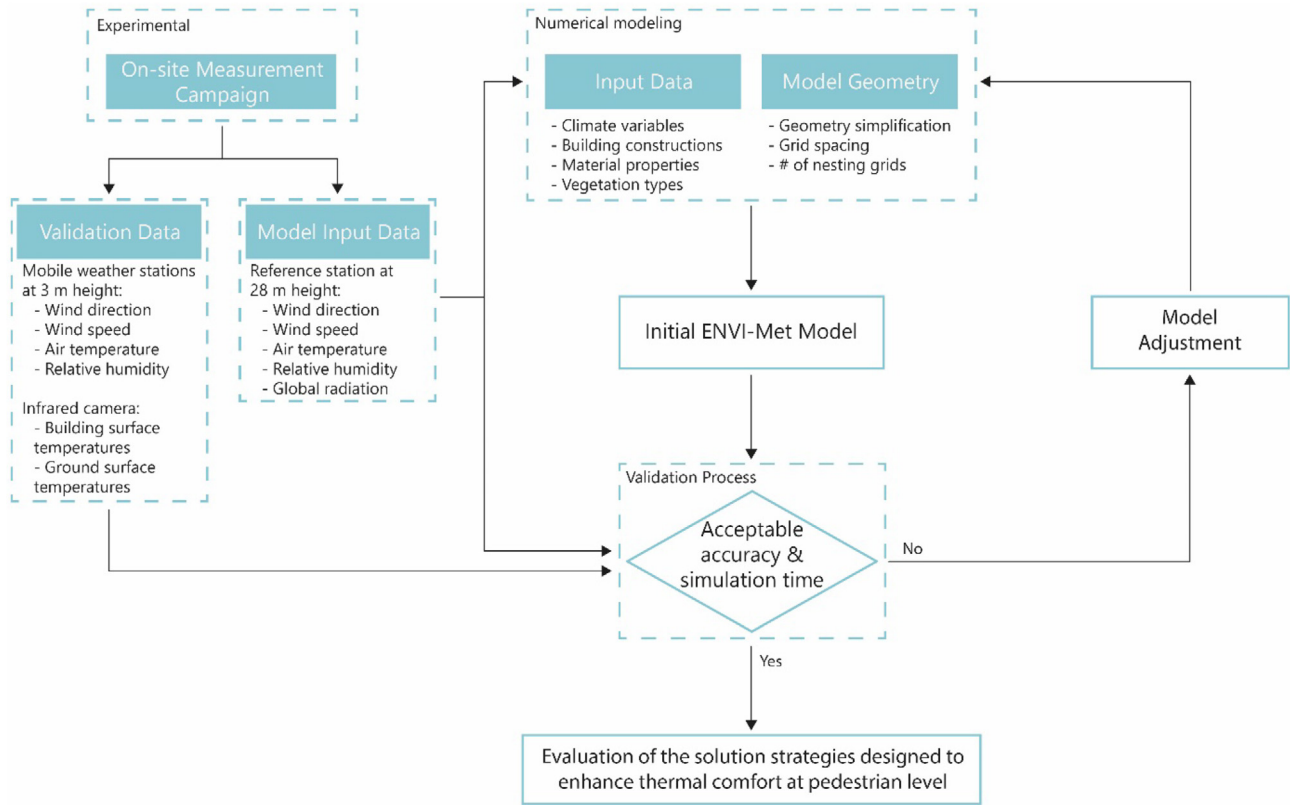 Experimental
On-site Measurement
Campaign
Validation Data
Mobile weather stations
at 3 m height:
- Wind direction
- Wind speed
- Air temperature
- Relative humidity
Infrared camera:
- Building surface
temperatures
- Ground surface
temperatures
Model Input Data
Reference station at
28 m height:
- Wind direction
- Wind speed
- Air temperature
- Relative humidity
- Global radiation
Numerical modeling
Input Data
- Climate variables
- Building constructions
- Material properties
- Vegetation types
Model Geometry
- Geometry simplification
- Grid spacing
- # of nesting grids
Initial ENVI-Met Model
Model
Adjustment
Validation Process
Acceptable
accuracy &
simulation time
No
Yes
Evaluation of the solution strategies designed to
enhance thermal comfort at pedestrian level